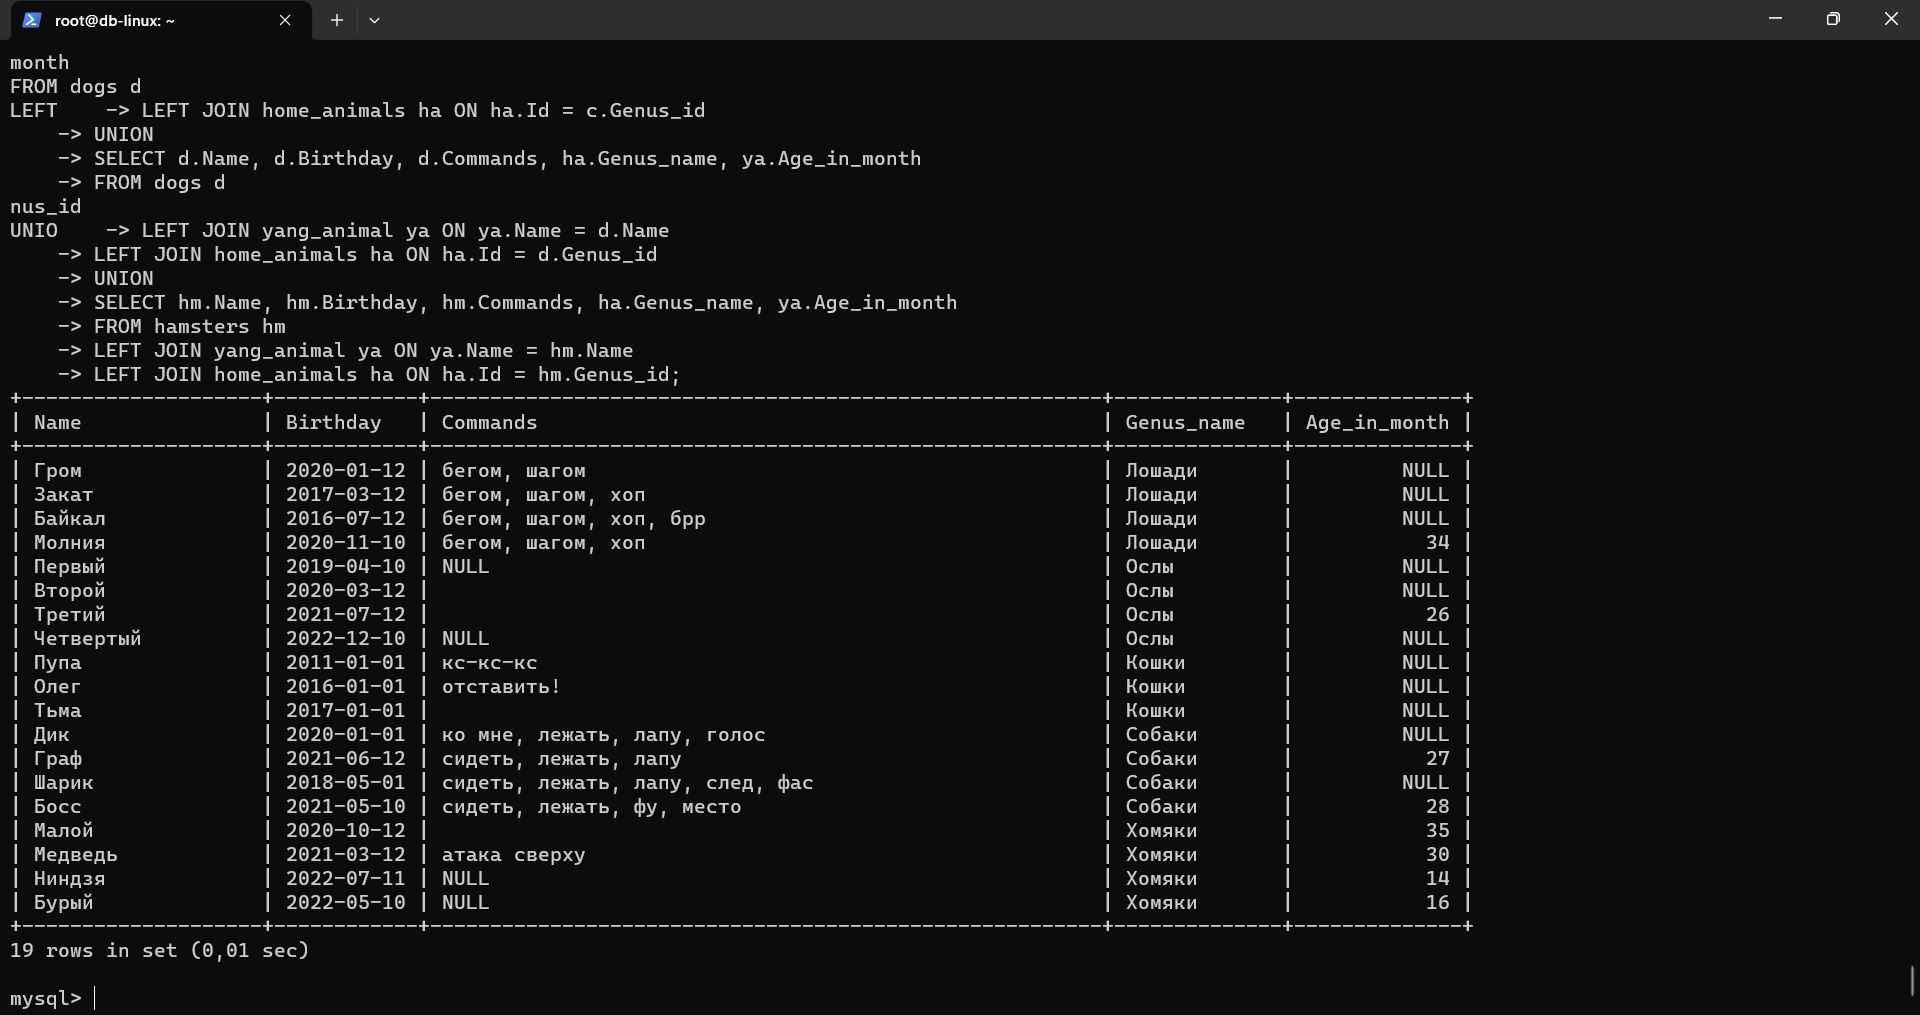 root@db-linux: ~
month
FROM dogs d
LEFT    -> LEFT JOIN home_animals ha ON ha.Id = c.Genus_id
    -> UNION
    -> SELECT d.Name, d.Birthday, d.Commands, ha.Genus_name, ya.Age_in_month
    -> FROM dogs d
nus_id
UNIO    -> LEFT JOIN yang_animal ya ON ya.Name = d.Name
    -> LEFT JOIN home_animals ha ON ha.Id = d.Genus_id
    -> UNION
    -> SELECT hm.Name, hm.Birthday, hm.Commands, ha.Genus_name, ya.Age_in_month
    -> FROM hamsters hm
    -> LEFT JOIN yang_animal ya ON ya.Name = hm.Name
    -> LEFT JOIN home_animals ha ON ha.Id = hm.Genus_id;
| Name | Birthday | Commands | Genus_name | Age_in_month |
| Гром | 2020-01-12 | бегом, шагом | Лошади | NULL |
| Закат | 2017-03-12 | бегом, шагом, хоп | Лошади | NULL |
| Байкал | 2016-07-12 | бегом, шагом, хоп, брр | Лошади | NULL |
| Молния | 2020-11-10 | бегом, шагом, хоп | Лошади | 34 |
| Первый | 2019-04-10 | NULL | Ослы | NULL |
| Второй | 2020-03-12 | | Ослы | NULL |
| Третий | 2021-07-12 | | Ослы | 26 |
| Четвертый | 2022-12-10 | NULL | Ослы | NULL |
| Пупа | 2011-01-01 | кс-кс-кс | Кошки | NULL |
| Олег | 2016-01-01 | отставить! | Кошки | NULL |
| Тьма | 2017-01-01 | | Кошки | NULL |
| Дик | 2020-01-01 | ко мне, лежать, лапу, голос | Собаки | NULL |
| Граф | 2021-06-12 | сидеть, лежать, лапу | Собаки | 27 |
| Шарик | 2018-05-01 | сидеть, лежать, лапу, след, фас | Собаки | NULL |
| Босс | 2021-05-10 | сидеть, лежать, фу, место | Собаки | 28 |
| Малой | 2020-10-12 | | Хомяки | 35 |
| Медведь | 2021-03-12 | атака сверху | Хомяки | 30 |
| Ниндзя | 2022-07-11 | NULL | Хомяки | 14 |
| Бурый | 2022-05-10 | NULL | Хомяки | 16 |
19 rows in set (0,01 sec)
mysql>